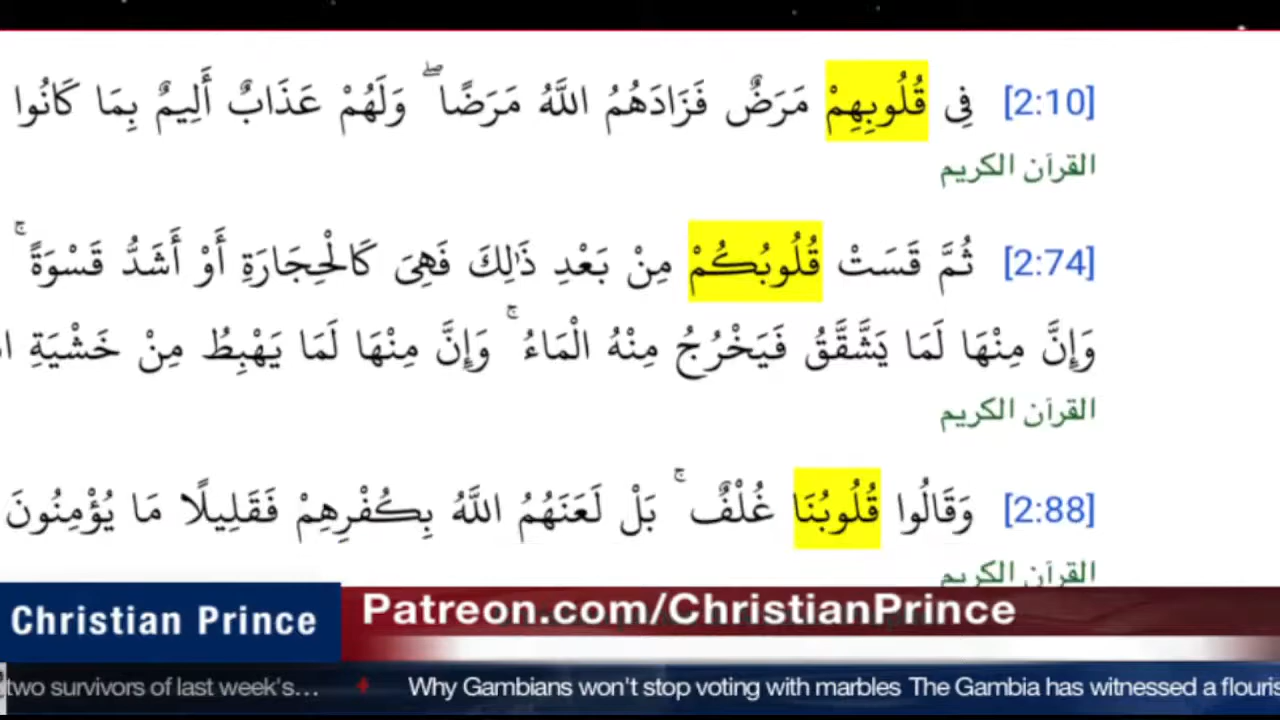 [2:10] فِى قُلُوبِهِمْ مَرَضٌ فَزَادَهُمُ اللَّهُ مَرَضًا ۖ وَلَهُمْ عَذَابٌ أَلِيمٌ بِمَا كَانُوا
القرآن الكريم
[2:74] ثُمَّ قَسَتْ قُلُوبُكُمْ مِنْ بَعْدِ ذَٰلِكَ فَهِىَ كَالْحِجَارَةِ أَوْ أَشَدُّ قَسْوَةً ۚ
وَإِنَّ مِنْهَا لَمَا يَشَّقَّقُ فَيَخْرُجُ مِنْهُ الْمَاءُ ۚ وَإِنَّ مِنْهَا لَمَا يَهْبِطُ مِنْ خَشْيَةِ
القرآن الكريم
[2:88] وَقَالُوا قُلُوبُنَا غُلْفٌ ۚ بَلْ لَعَنَهُمُ اللَّهُ بِكُفْرِهِمْ فَقَلِيلًا مَا يُؤْمِنُونَ
القرآن الكريم
Christian Prince
Patreon.com/ChristianPrince
two survivors of last week's... Why Gambians won't stop voting with marbles The Gambia has witnessed a flouris